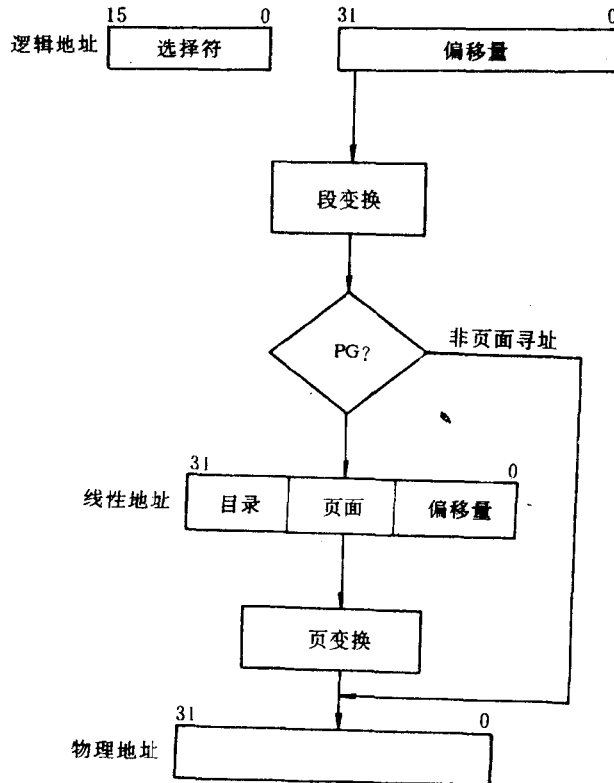 15 0 31 0
逻辑地址 选择符 偏移量
段变换
PG?
非页面寻址
31 0
线性地址 目录 页面 偏移量
页变换
31 0
物理地址